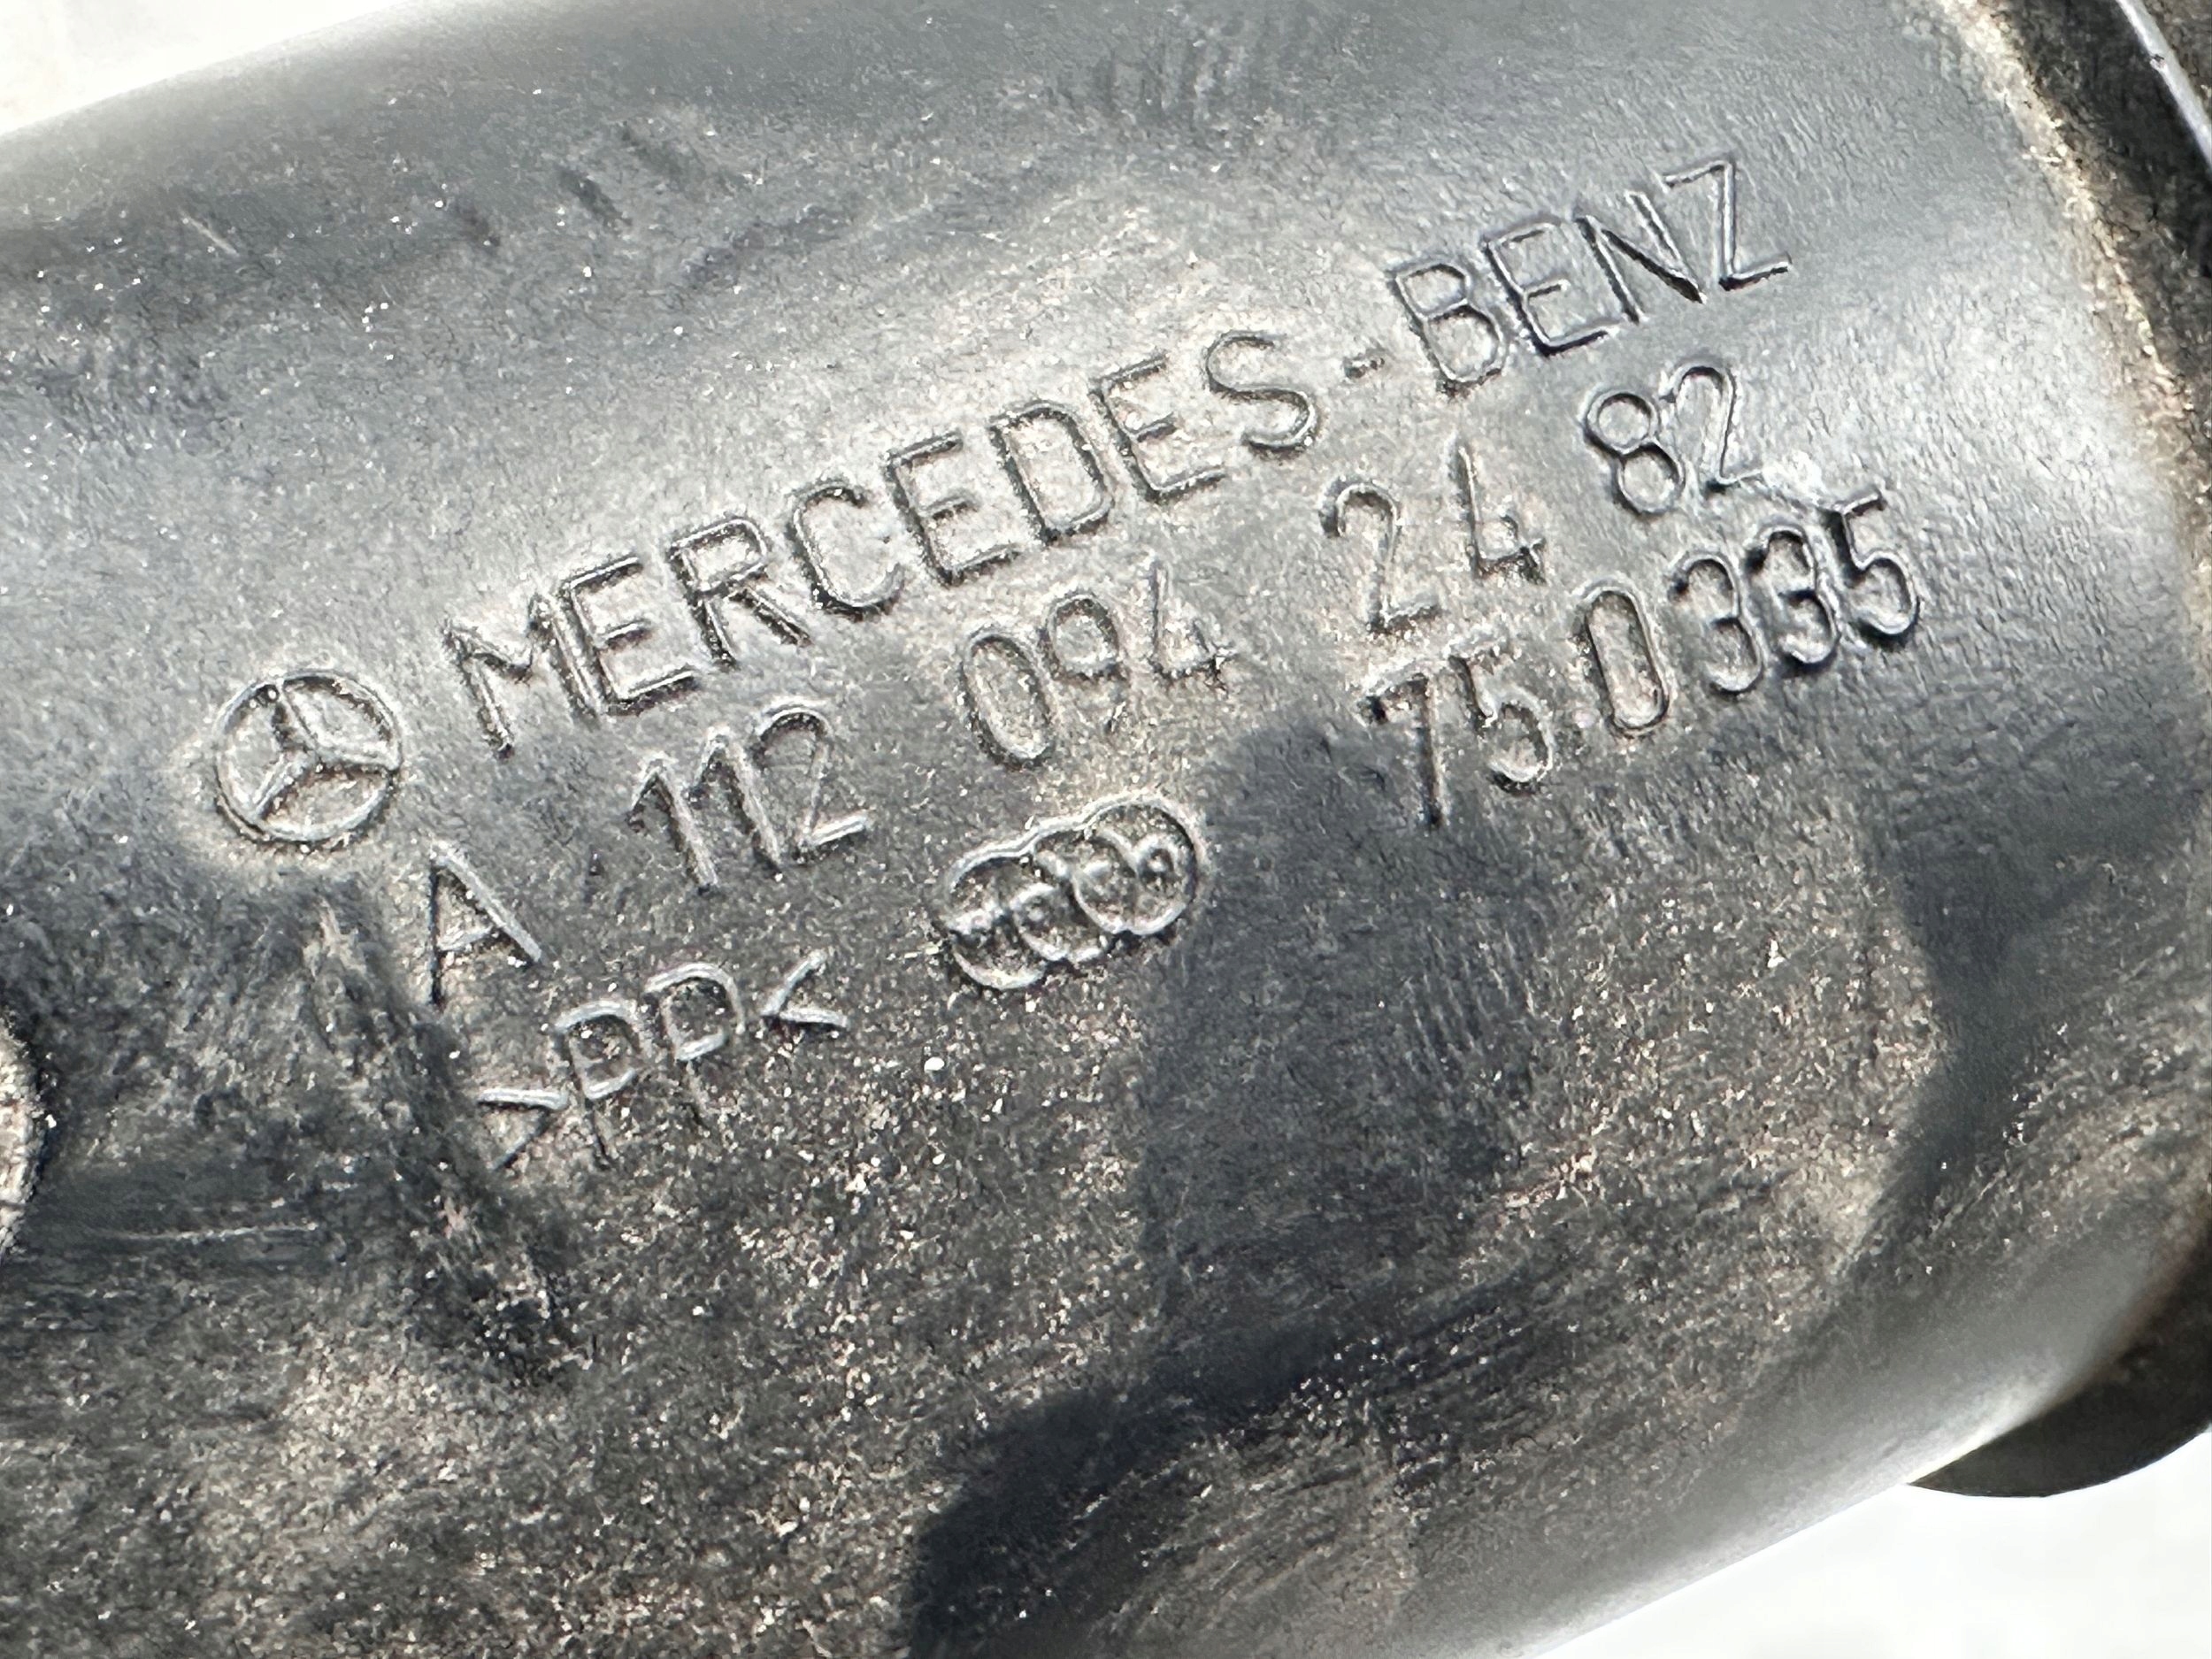 MERCEDES-BENZ
A 112 094 24 82
>PP< 75.0335